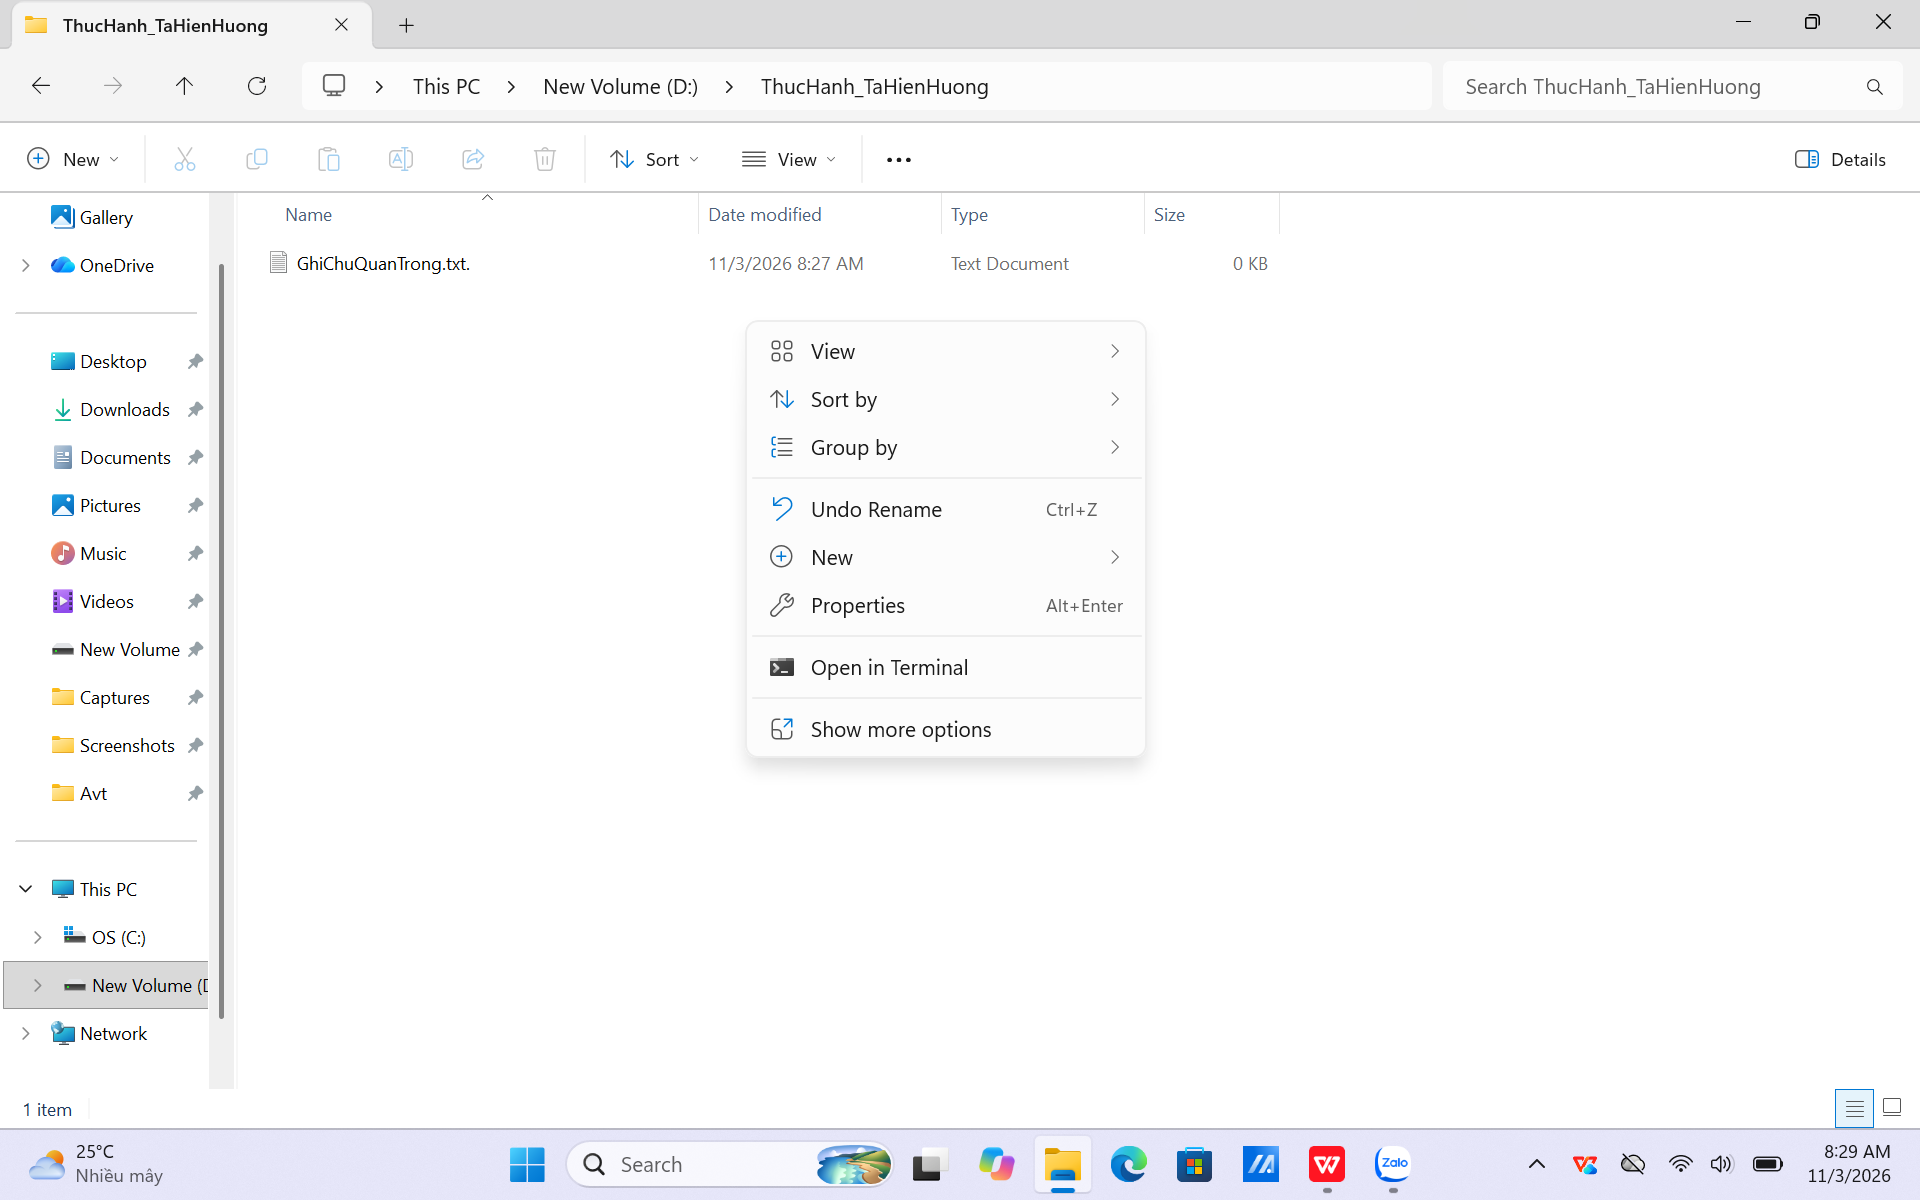 ThucHanh_TaHienHuong
This PC > New Volume (D:) > ThucHanh_TaHienHuong
Search ThucHanh_TaHienHuong
New
Sort
View
Details
Gallery
OneDrive
Desktop
Downloads
Documents
Pictures
Music
Videos
New Volume
Captures
Screenshots
Avt
This PC
OS (C:)
New Volume (D
Network
Name Date modified Type Size
GhiChuQuanTrong.txt. 11/3/2026 8:27 AM Text Document 0 KB
View
Sort by
Group by
Undo Rename Ctrl+Z
New
Properties Alt+Enter
Open in Terminal
Show more options
1 item
25°C
Nhiều mây
Search
Zalo
8:29 AM
11/3/2026